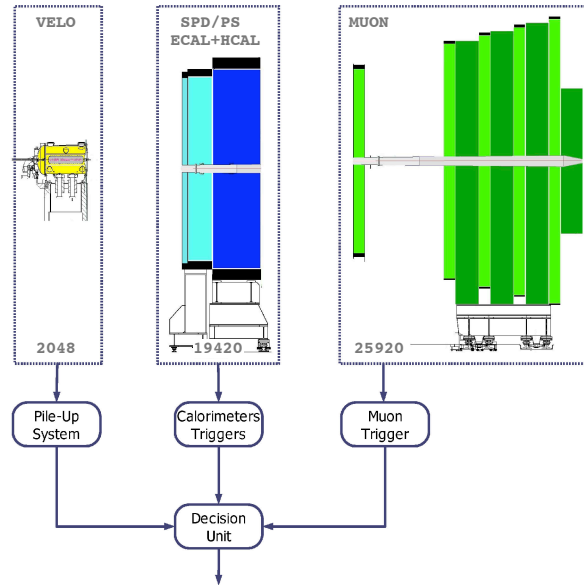 VELO
SPD/PS
ECAL+HCAL
MUON
2048
19420
25920
Pile-Up
System
Calorimeters
Triggers
Muon
Trigger
Decision
Unit